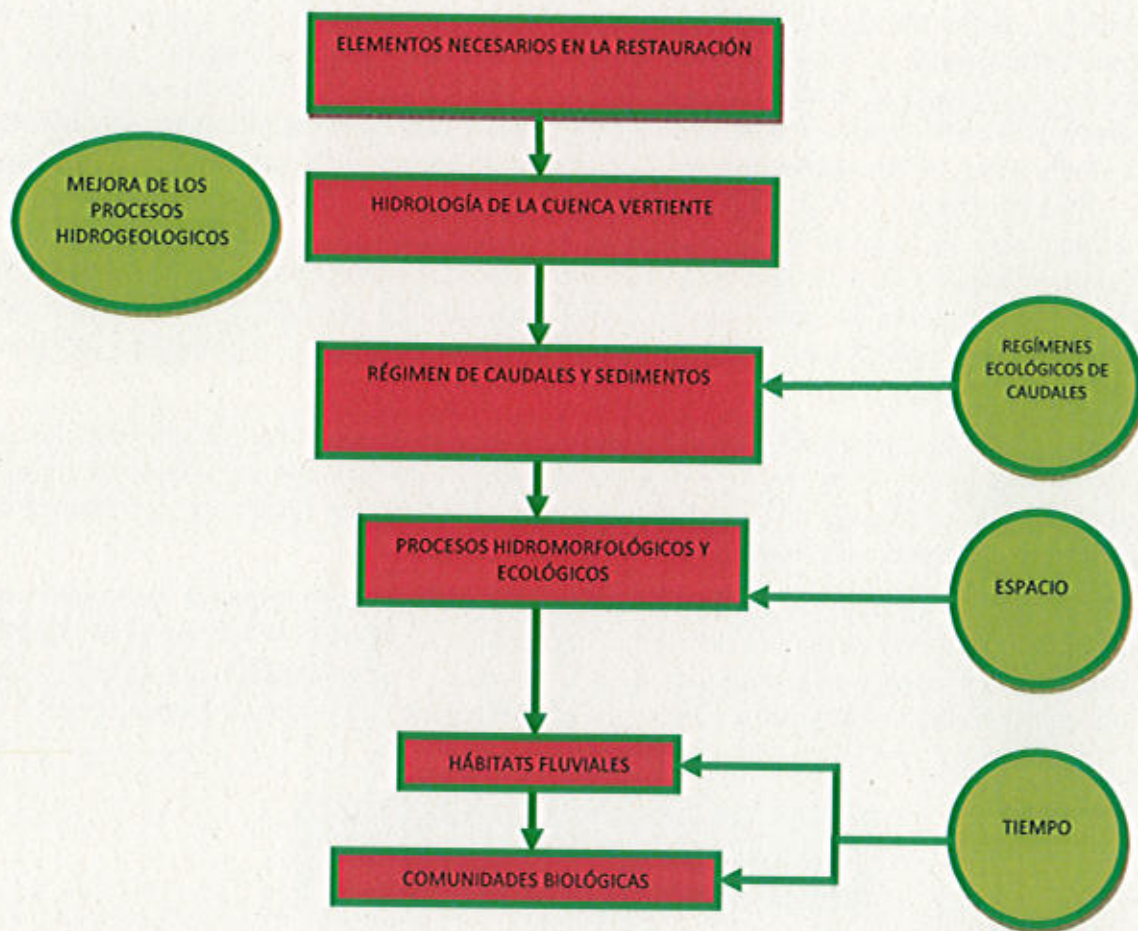 ELEMENTOS NECESARIOS EN LA RESTAURACIÓN
MEJORA DE LOS
PROCESOS
HIDROGEOLOGICOS
HIDROLOGÍA DE LA CUENCA VERTIENTE
RÉGIMEN DE CAUDALES Y SEDIMENTOS
REGÍMENES
ECOLÓGICOS DE
CAUDALES
PROCESOS HIDROMORFOLÓGICOS Y
ECOLÓGICOS
ESPACIO
HÁBITATS FLUVIALES
TIEMPO
COMUNIDADES BIOLÓGICAS